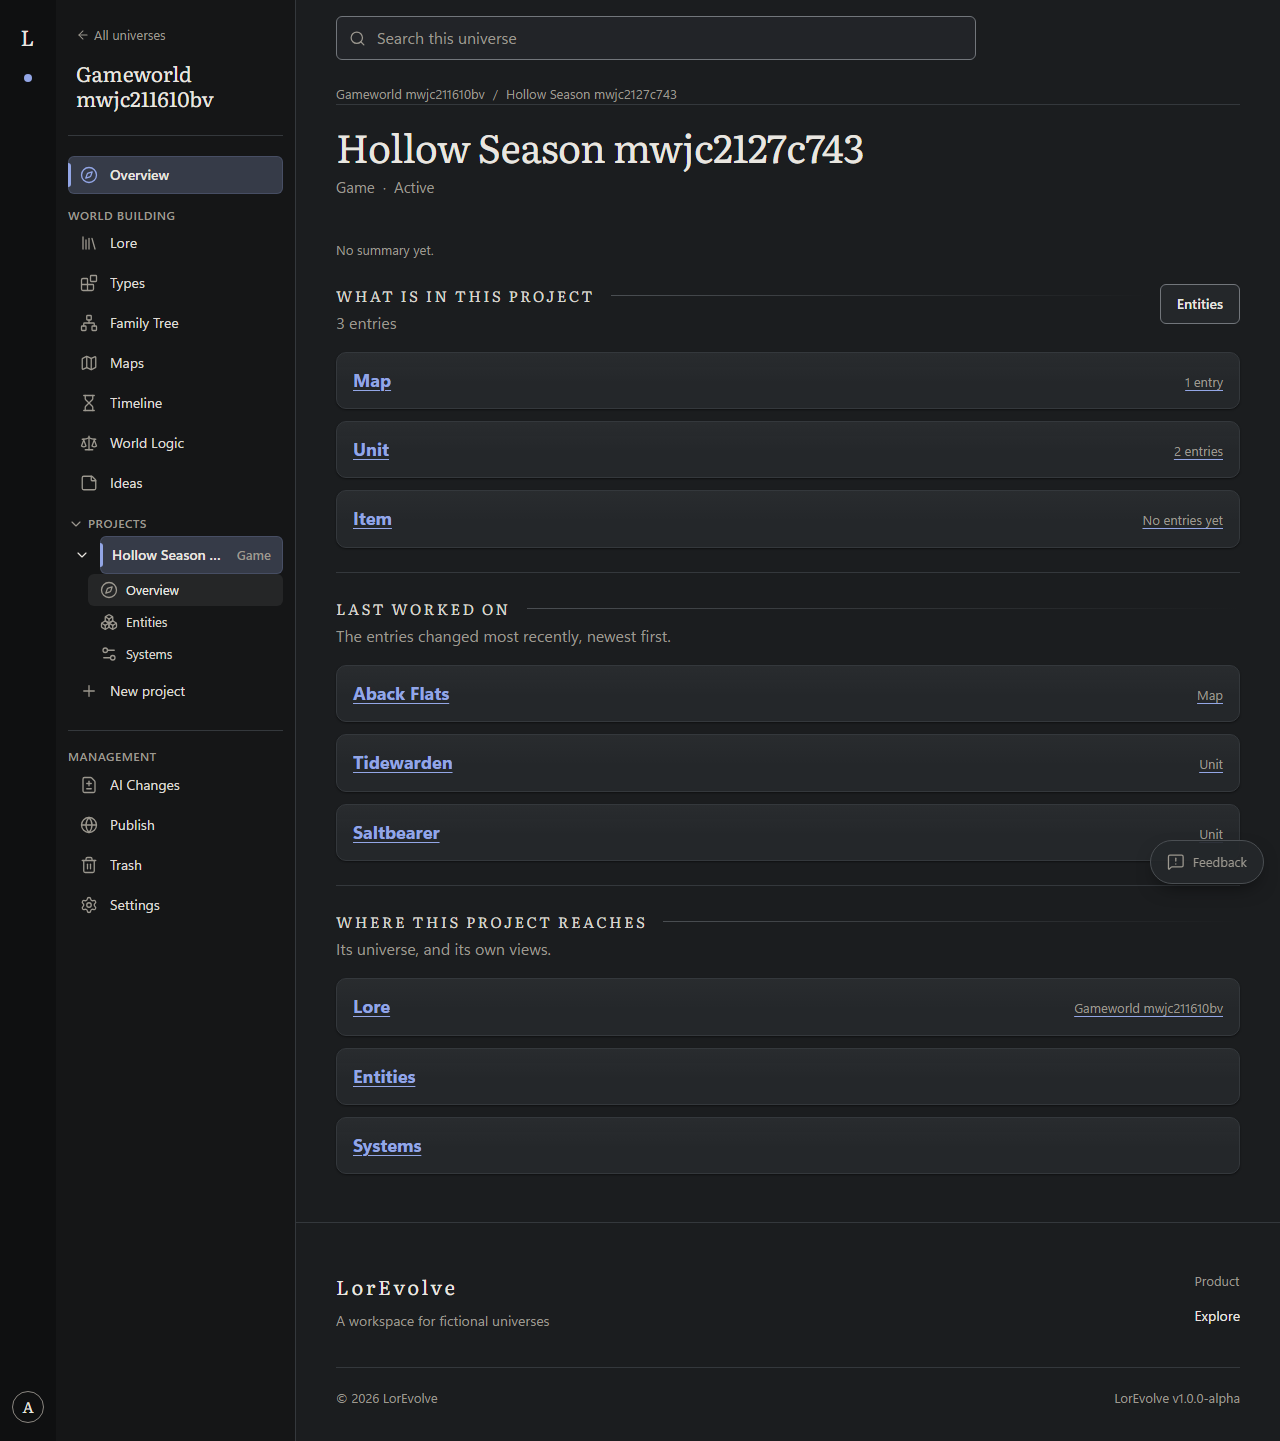 L
All universes
Gameworld
mwjc211610bv
Overview
WORLD BUILDING
Lore
Types
Family Tree
Maps
Timeline
World Logic
Ideas
PROJECTS
Hollow Season ... Game
Overview
Entities
Systems
New project
MANAGEMENT
AI Changes
Publish
Trash
Settings
A
Search this universe
Gameworld mwjc211610bv / Hollow Season mwjc2127c743
Hollow Season mwjc2127c743
Game · Active
No summary yet.
WHAT IS IN THIS PROJECT
3 entries
Entities
Map 1 entry
Unit 2 entries
Item No entries yet
LAST WORKED ON
The entries changed most recently, newest first.
Aback Flats Map
Tidewarden Unit
Saltbearer Unit
Feedback
WHERE THIS PROJECT REACHES
Its universe, and its own views.
Lore Gameworld mwjc211610bv
Entities
Systems
LorEvolve
A workspace for fictional universes
Product
Explore
© 2026 LorEvolve
LorEvolve v1.0.0-alpha